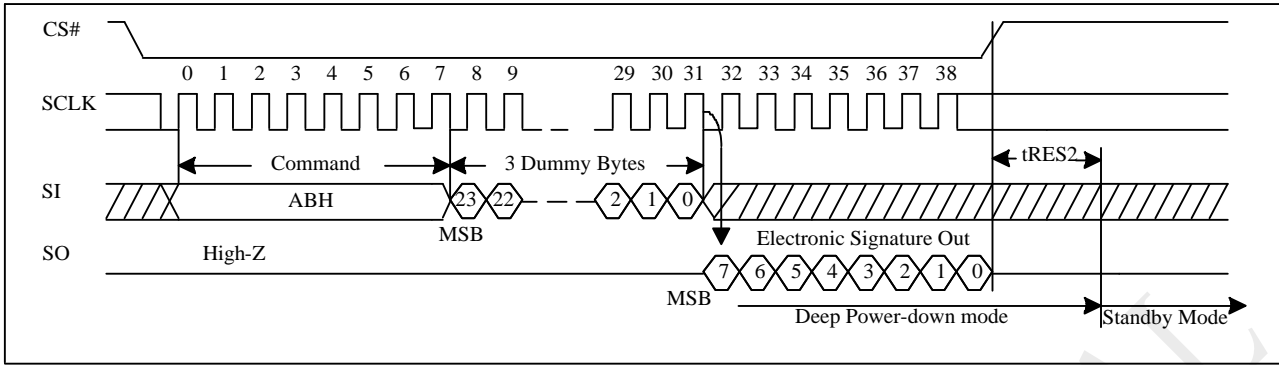 CS#
0 1 2 3 4 5 6 7 8 9 29 30 31 32 33 34 35 36 37 38
SCLK
Command 3 Dummy Bytes tRES2
SI
ABH 23 22 2 1 0
MSB
Electronic Signature Out
SO
High-Z
7 6 5 4 3 2 1 0
MSB
Deep Power-down mode Standby Mode